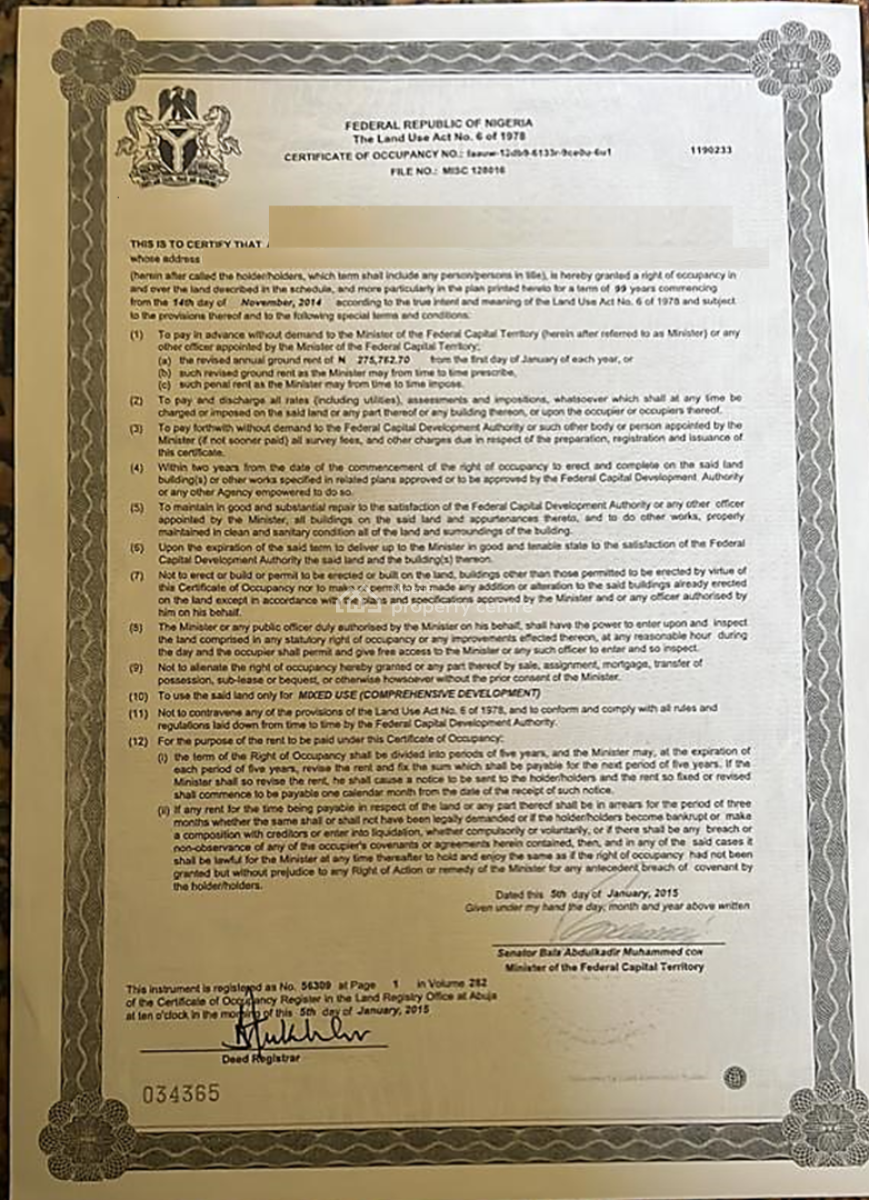 FEDERAL REPUBLIC OF NIGERIA
The Land Use Act No. 6 of 1978
CERTIFICATE OF OCCUPANCY NO.:
1190233
FILE NO.: MISC 128016
THIS IS TO CERTIFY THAT
whose address
(herein after called the holder/holders, which term shall include any person/persons in title), is hereby granted a right of occupancy in
and over the land described in the schedule, and more particularly in the plan printed hereto for a term of 99 years commencing
from the 14th day of November, 2014 according to the true intent and meaning of the Land Use Act No. 6 of 1978 and subject
to the provisions thereof and to the following special terms and conditions:
(1) To pay in advance without demand to the Minister of the Federal Capital Territory (herein after referred to as Minister) or any
other officer appointed by the Minister of the Federal Capital Territory;
(a) the revised annual ground rent of N 275,762.70 from the first day of January of each year, or
(b) such revised ground rent as the Minister may from time to time prescribe,
(c) such penal rent as the Minister may from time to time impose.
(2) To pay and discharge all rates (including utilities), assessments and impositions, whatsoever which shall at any time be
charged or imposed on the said land or any part thereof or any building thereon, or upon the occupier or occupiers thereof.
(3) To pay forthwith without demand to the Federal Capital Development Authority or such other body or person appointed by the
Minister (if not sooner paid) all survey fees, and other charges due in respect of the preparation, registration and issuance of
this certificate.
(4) Within two years from the date of the commencement of the right of occupancy to erect and complete on the said land
building(s) or other works specified in related plans approved or to be approved by the Federal Capital Development Authority
or any other Agency empowered to do so.
(5) To maintain in good and substantial repair to the satisfaction of the Federal Capital Development Authority or any other officer
appointed by the Minister, all buildings on the said land and appurtenances thereto, and to do other works, properly
maintained in clean and sanitary condition all of the land and surroundings of the building.
(6) Upon the expiration of the said term to deliver up to the Minister in good and tenable state to the satisfaction of the Federal
Capital Development Authority the said land and the building(s) thereon.
(7) Not to erect or build or permit to be erected or built on the land, buildings other than those permitted to be erected by virtue of
this Certificate of Occupancy nor to make or permit to be made any addition or alteration to the said buildings already erected
on the land except in accordance with the plans and specifications approved by the Minister and or any officer authorised by
him on his behalf.
property centre
(8) The Minister or any public officer duly authorised by the Minister on his behalf, shall have the power to enter upon and inspect
the land comprised in any statutory right of occupancy or any improvements effected thereon, at any reasonable hour during
the day and the occupier shall permit and give free access to the Minister or any such officer to enter and so inspect.
(9) Not to alienate the right of occupancy hereby granted or any part thereof by sale, assignment, mortgage, transfer of
possession, sub-lease or bequest, or otherwise howsoever without the prior consent of the Minister.
(10) To use the said land only for MIXED USE (COMPREHENSIVE DEVELOPMENT)
(11) Not to contravene any of the provisions of the Land Use Act No. 6 of 1978, and to conform and comply with all rules and
regulations laid down from time to time by the Federal Capital Development Authority.
(12) For the purpose of the rent to be paid under this Certificate of Occupancy:
(i) the term of the Right of Occupancy shall be divided into periods of five years, and the Minister may, at the expiration of
each period of five years, revise the rent and fix the sum which shall be payable for the next period of five years. If the
Minister shall so revise the rent, he shall cause a notice to be sent to the holder/holders and the rent so fixed or revised
shall commence to be payable one calendar month from the date of the receipt of such notice.
(ii) If any rent for the time being payable in respect of the land or any part thereof shall be in arrears for the period of three
months whether the same shall or shall not have been legally demanded or if the holder/holders become bankrupt or make
a composition with creditors or enter into liquidation, whether compulsorily or voluntarily, or if there shall be any breach or
non-observance of any of the occupier's covenants or agreements herein contained, then, and in any of the said cases it
shall be lawful for the Minister at any time thereafter to hold and enjoy the same as if the right of occupancy had not been
granted but without prejudice to any Right of Action or remedy of the Minister for any antecedent breach of covenant by
the holder/holders.
Dated this 5th day of January, 2015
Given under my hand the day, month and year above written
Senator Bala Abdulkadir Muhammed CON
Minister of the Federal Capital Territory
This instrument is registered as No. 56309 at Page 1 in Volume 282
of the Certificate of Occupancy Register in the Land Registry Office at Abuja
at ten o'clock in the morning of this 5th day of January, 2015
Deed Registrar
034365